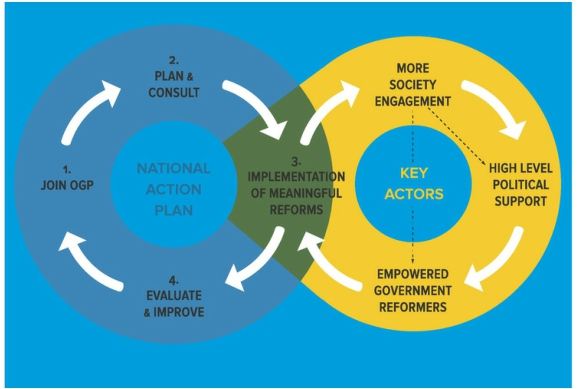 1.
JOIN OGP
2.
PLAN &
CONSULT
NATIONAL
ACTION
PLAN
3.
IMPLEMENTATION
OF MEANINGFUL
REFORMS
4.
EVALUATE
& IMPROVE
MORE
SOCIETY
ENGAGEMENT
KEY
ACTORS
HIGH LEVEL
POLITICAL
SUPPORT
EMPOWERED
GOVERNMENT
REFORMERS